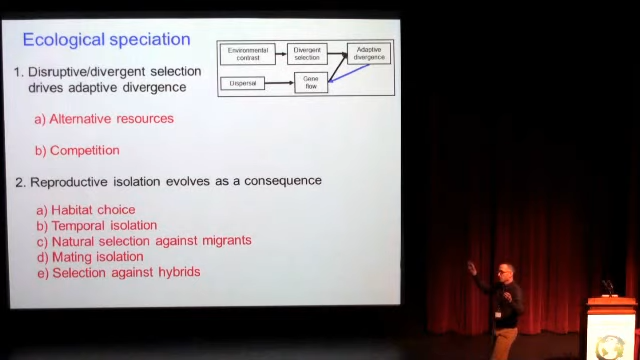 Ecological speciation
Environmental
contrast
Divergent
selection
Adaptive
divergence
Dispersal
Gene
flow
1. Disruptive/divergent selection
drives adaptive divergence
a) Alternative resources
b) Competition
2. Reproductive isolation evolves as a consequence
a) Habitat choice
b) Temporal isolation
c) Natural selection against migrants
d) Mating isolation
e) Selection against hybrids